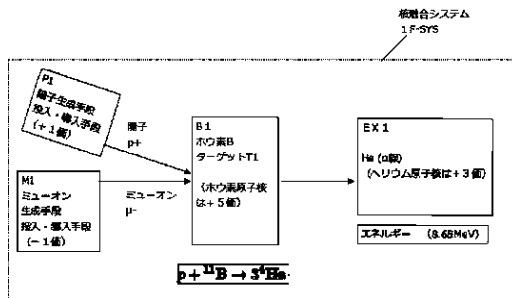 核融合システム
1F-SYS
P1
陽子生成手段
投入・導入手段
(+1価)
陽子
p+
M1
ミューオン
生成手段
投入・導入手段
(−1価)
ミューオン
μ-
B1
ホウ素B
ターゲットT1
(ホウ素原子核
は+5価)
EX1
He (α線)
(ヘリウム原子核は+3価)
エネルギー (8.68MeV)
p + ¹¹B → 3⁴He